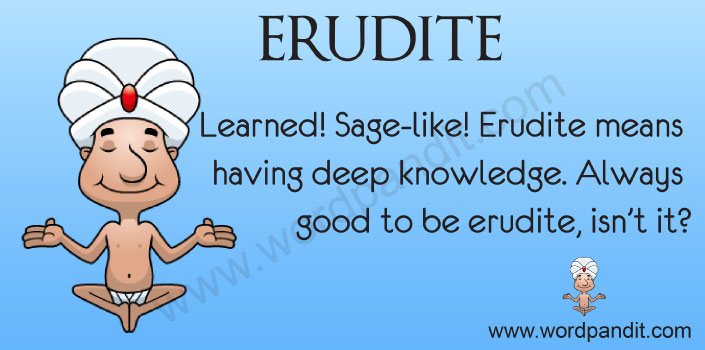 ERUDITE
Learned! Sage-like! Erudite means
having deep knowledge. Always
good to be erudite, isn't it?
www.wordpandit.com
www.wordpandit.com